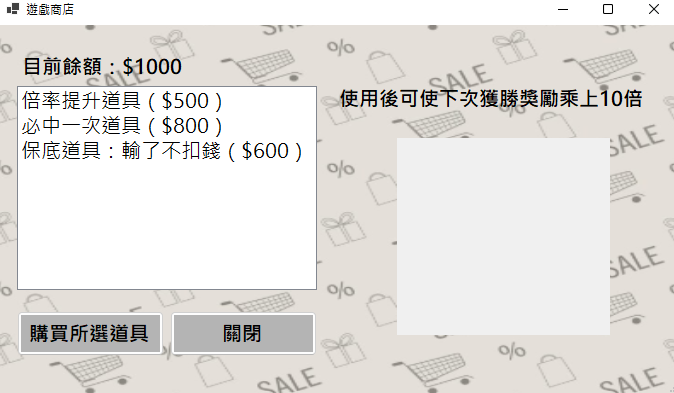 遊戲商店
目前餘額：$1000
倍率提升道具（$500）
必中一次道具（$800）
保底道具：輸了不扣錢（$600）
購買所選道具
關閉
使用後可使下次獲勝獎勵乘上10倍
%
SALE
%
SALE
%
SALE
%
SALE
%
SALE
%
SALE